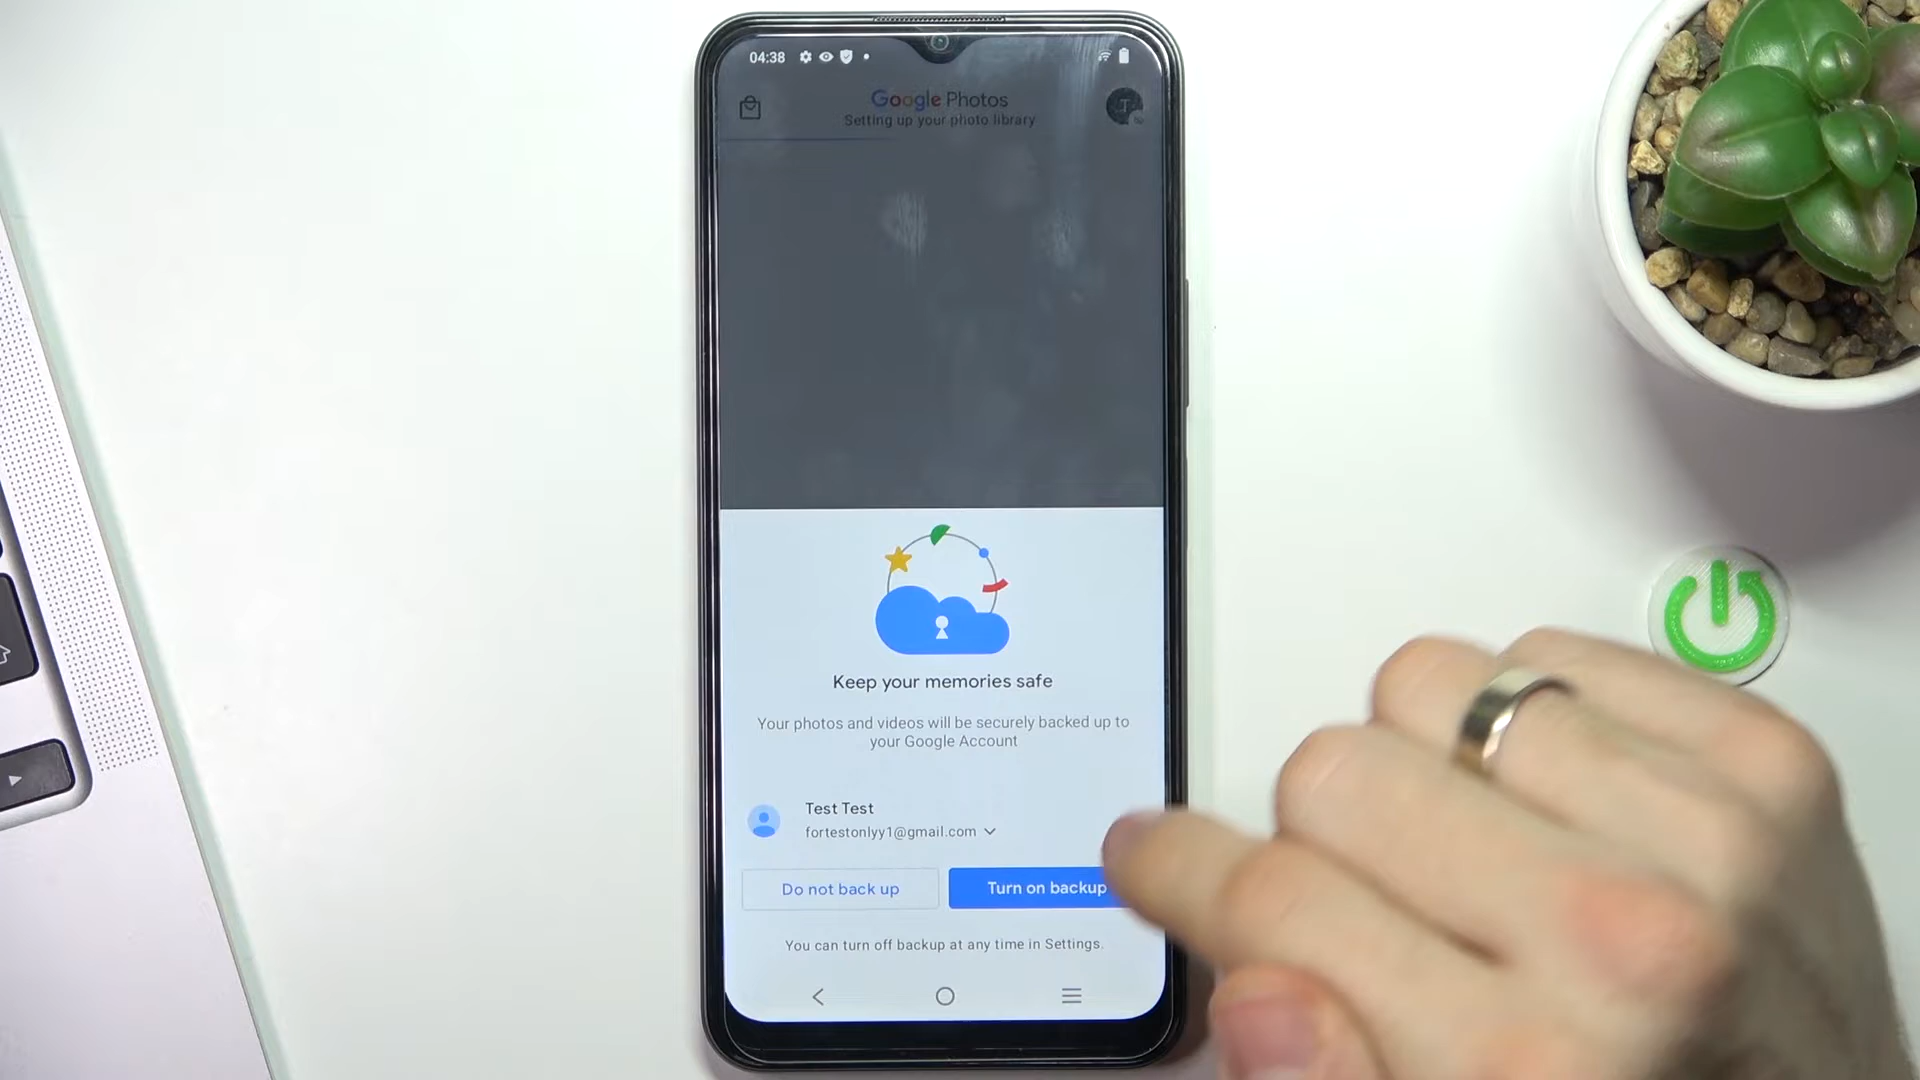 04:38
Google Photos
Setting up your photo library
T
Keep your memories safe
Your photos and videos will be securely backed up to
your Google Account
Test Test
fortestonlyy1@gmail.com
Do not back up
Turn on backup
You can turn off backup at any time in Settings.